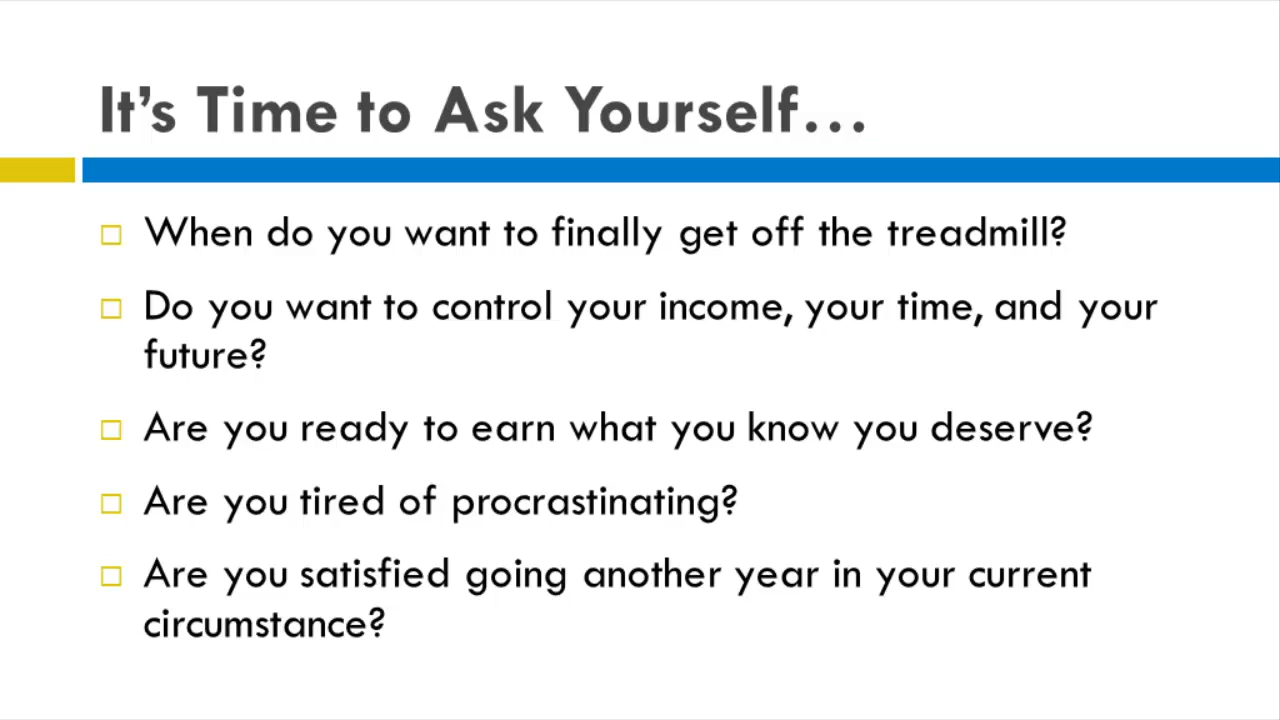 It’s Time to Ask Yourself…
When do you want to finally get off the treadmill?
Do you want to control your income, your time, and your
future?
Are you ready to earn what you know you deserve?
Are you tired of procrastinating?
Are you satisfied going another year in your current
circumstance?